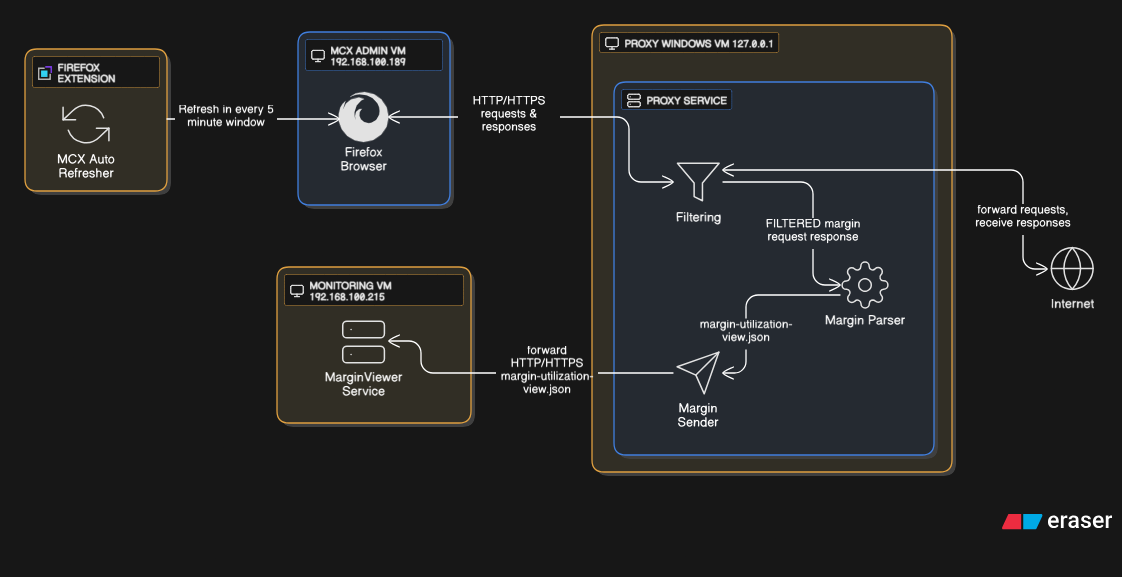 FIREFOX
EXTENSION
MCX Auto
Refresher
Refresh in every 5
minute window
MCX ADMIN VM
192.168.100.189
Firefox
Browser
HTTP/HTTPS
requests &
responses
PROXY WINDOWS VM 127.0.0.1
PROXY SERVICE
Filtering
FILTERED margin
request response
Margin Parser
margin-utilization-
view.json
Margin
Sender
forward requests,
receive responses
Internet
MONITORING VM
192.168.100.215
MarginViewer
Service
forward
HTTP/HTTPS
margin-utilization-
view.json
eraser